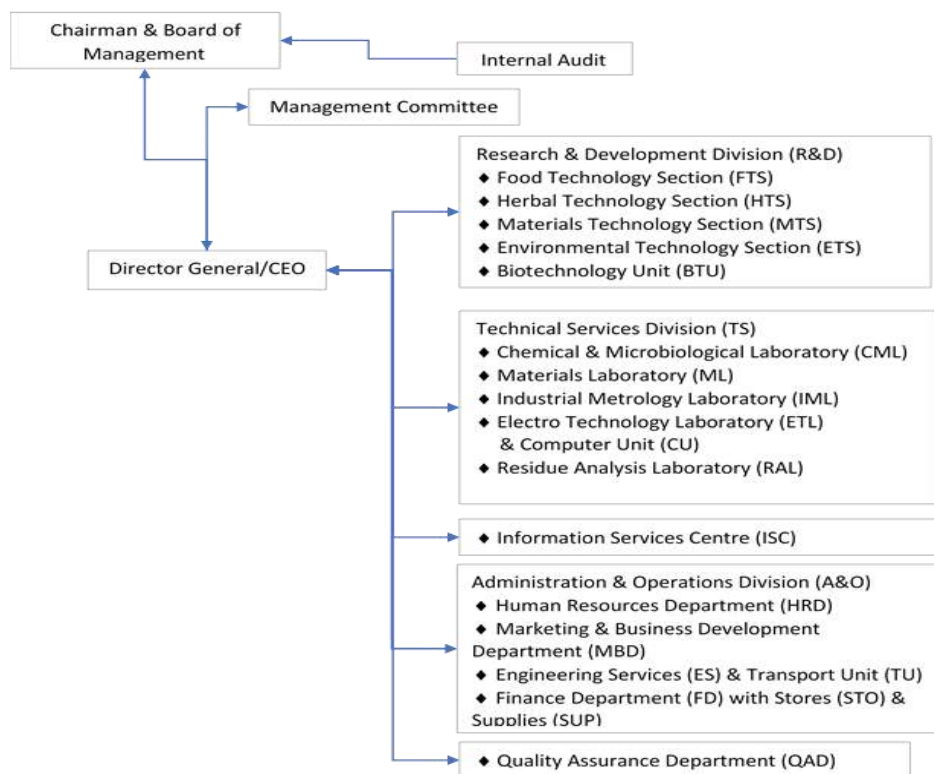 Chairman & Board of
Management
Internal Audit
Management Committee
Director General/CEO
Research & Development Division (R&D)
◆ Food Technology Section (FTS)
◆ Herbal Technology Section (HTS)
◆ Materials Technology Section (MTS)
◆ Environmental Technology Section (ETS)
◆ Biotechnology Unit (BTU)
Technical Services Division (TS)
◆ Chemical & Microbiological Laboratory (CML)
◆ Materials Laboratory (ML)
◆ Industrial Metrology Laboratory (IML)
◆ Electro Technology Laboratory (ETL)
& Computer Unit (CU)
◆ Residue Analysis Laboratory (RAL)
◆ Information Services Centre (ISC)
Administration & Operations Division (A&O)
◆ Human Resources Department (HRD)
◆ Marketing & Business Development
Department (MBD)
◆ Engineering Services (ES) & Transport Unit (TU)
◆ Finance Department (FD) with Stores (STO) &
Supplies (SUP)
◆ Quality Assurance Department (QAD)